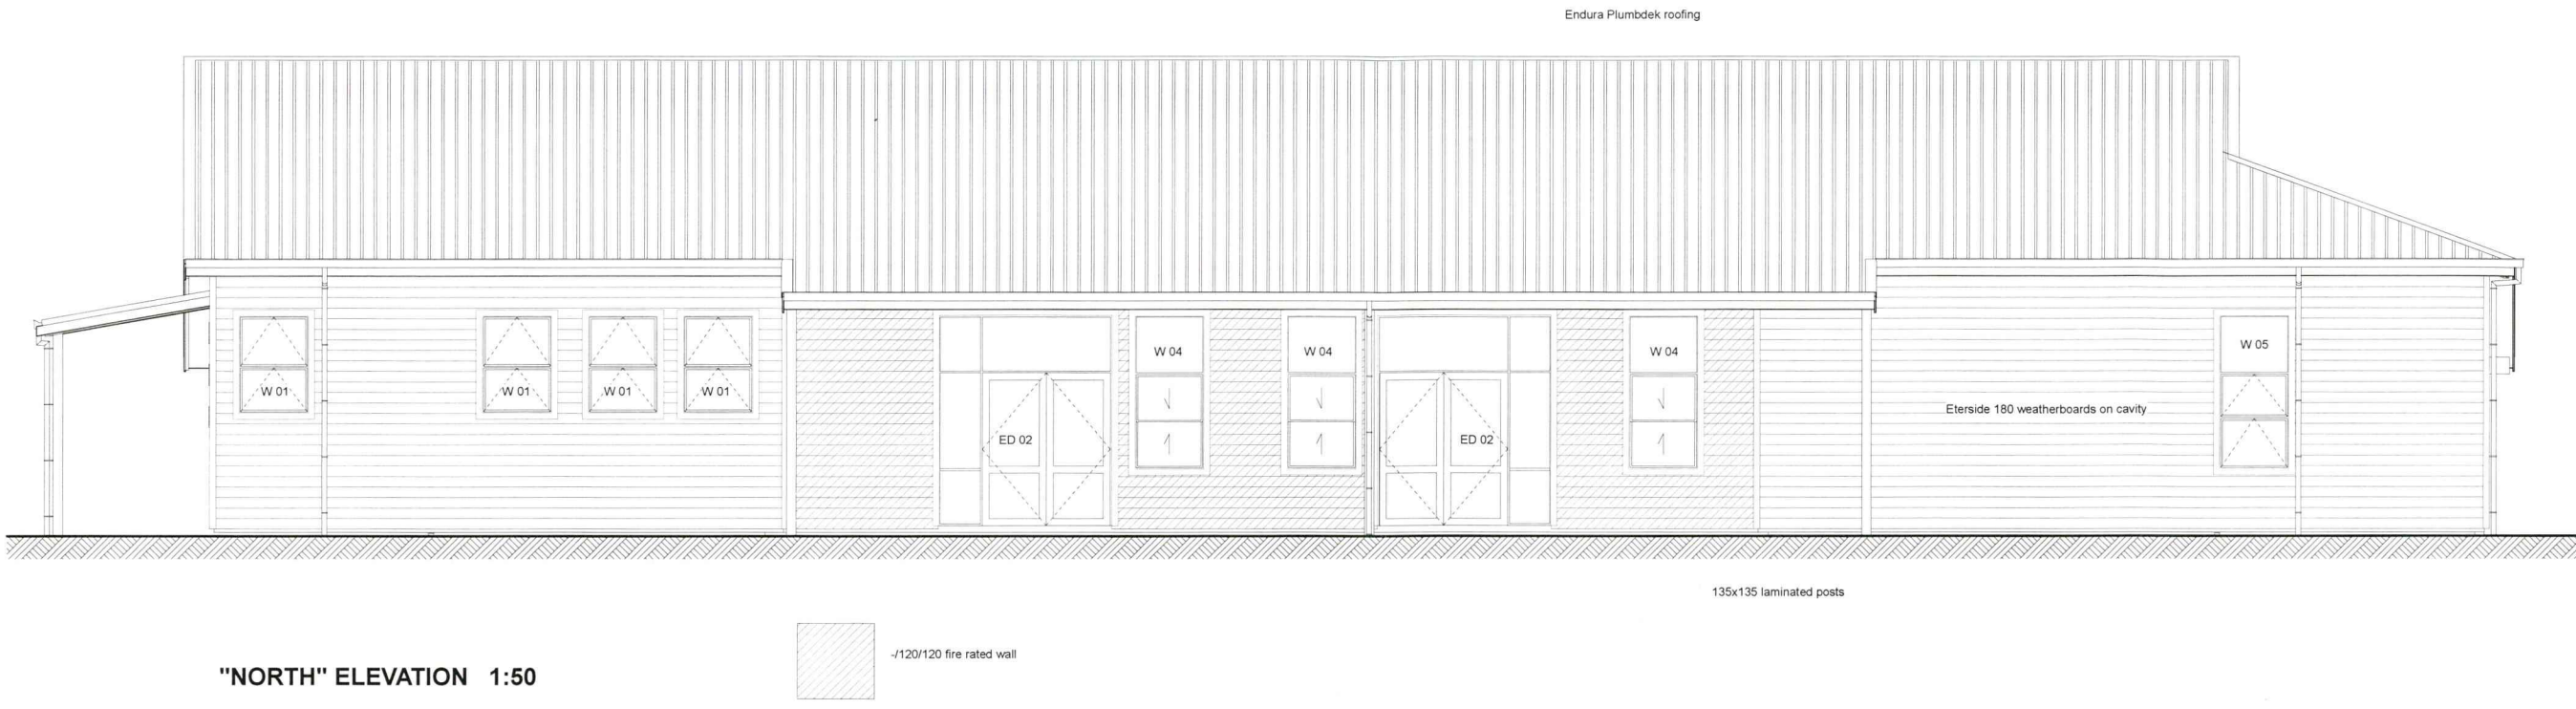 Endura Plumbdek roofing
W 04
W 04
W 04
W 05
W 01
W 01
W 01
W 01
Eterside 180 weatherboards on cavity
ED 02
ED 02
135x135 laminated posts
-/120/120 fire rated wall
"NORTH" ELEVATION 1:50